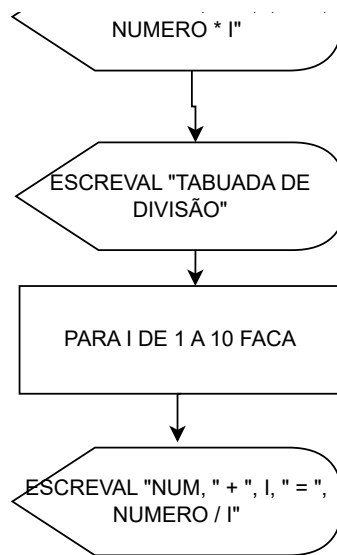 NUMERO * I"
ESCREVAL "TABUADA DE
DIVISÃO"
PARA I DE 1 A 10 FACA
ESCREVAL "NUM, " + ", I, " = ",
NUMERO / I"